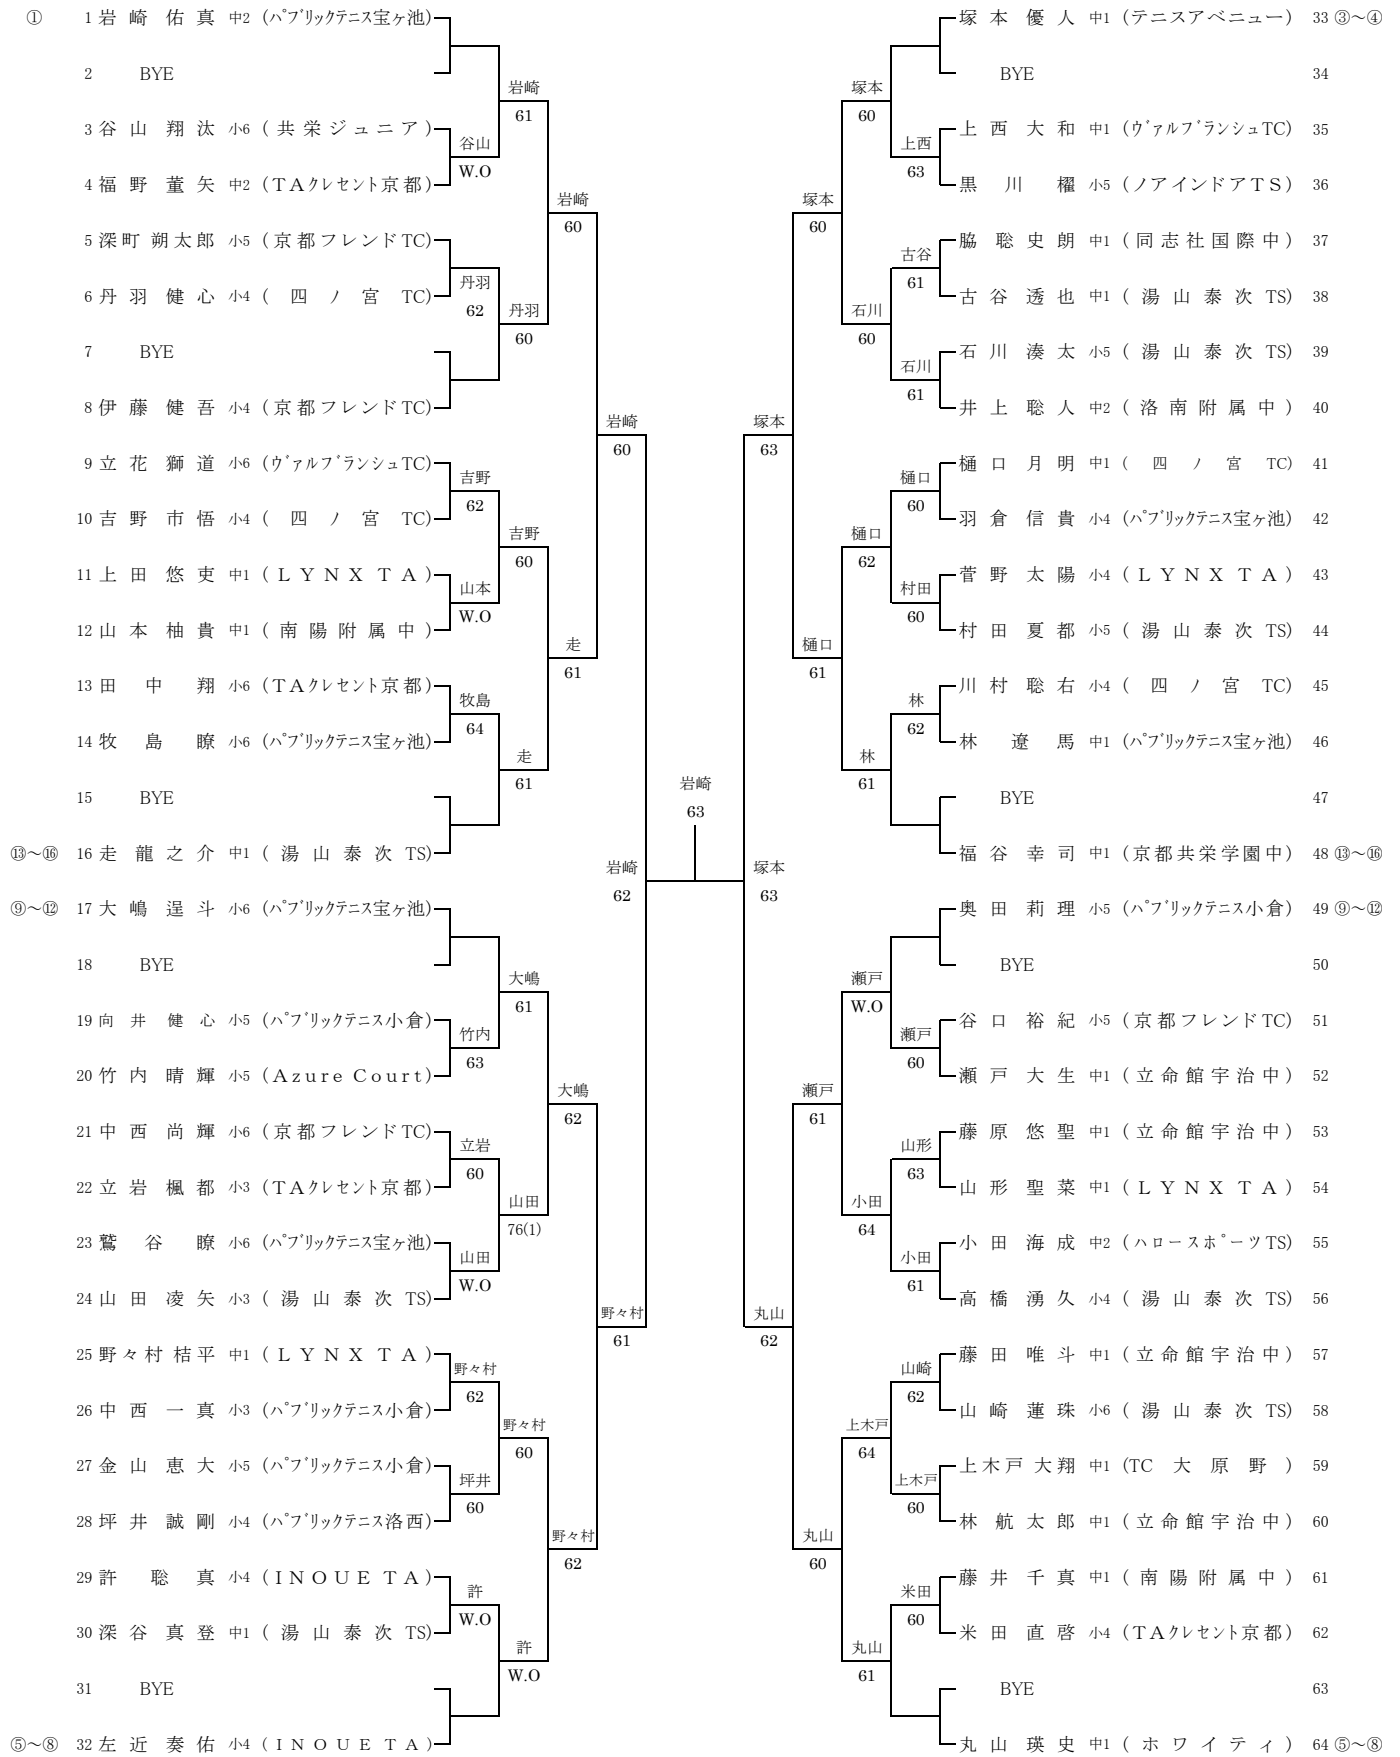 ① 1 岩崎佑真 中2 (パブリックテニス宝ヶ池)
2 BYE
3 谷山翔汰 小6 (共栄ジュニア)
4 福野董矢 中2 (TAクレセント京都)
5 深町朔太郎 小5 (京都フレンドTC)
6 丹羽健心 小4 (四ノ宮TC)
7 BYE
8 伊藤健吾 小4 (京都フレンドTC)
9 立花獅道 小6 (ヴァルブランシュTC)
10 吉野市悟 小4 (四ノ宮TC)
11 上田悠吏 中1 (LYNX TA)
12 山本柚貴 中1 (南陽附属中)
13 田中翔 小6 (TAクレセント京都)
14 牧島瞭 小6 (パブリックテニス宝ヶ池)
15 BYE
⑬～⑯ 16 走龍之介 中1 (湯山泰次TS)
⑨～⑫ 17 大嶋逞斗 小6 (パブリックテニス宝ヶ池)
18 BYE
19 向井健心 小5 (パブリックテニス小倉)
20 竹内晴輝 小5 (Azure Court)
21 中西尚輝 小6 (京都フレンドTC)
22 立岩楓都 小3 (TAクレセント京都)
23 鷲谷瞭 小6 (パブリックテニス宝ヶ池)
24 山田凌矢 小3 (湯山泰次TS)
25 野々村桔平 中1 (LYNX TA)
26 中西一真 小3 (パブリックテニス小倉)
27 金山恵大 小5 (パブリックテニス小倉)
28 坪井誠剛 小4 (パブリックテニス洛西)
29 許聡真 小4 (INOUE TA)
30 深谷真登 中1 (湯山泰次TS)
31 BYE
⑤～⑧ 32 左近奏佑 小4 (INOUE TA)
谷山
W.O
丹羽
62
吉野
62
山本
W.O
牧島
64
竹内
63
立岩
60
山田
W.O
野々村
62
坪井
60
許
W.O
岩崎
61
丹羽
60
吉野
60
走
61
大嶋
61
山田
76(1)
野々村
60
許
W.O
岩崎
60
走
61
大嶋
62
野々村
62
岩崎
60
野々村
61
岩崎
62
岩崎
63
塚本
63
塚本
63
丸山
62
塚本
60
樋口
61
瀬戸
61
丸山
60
塚本
60
石川
60
樋口
62
林
61
瀬戸
W.O
小田
64
上木戸
64
丸山
61
上西
63
古谷
61
石川
61
樋口
60
村田
60
林
62
瀬戸
60
山形
63
小田
61
山崎
62
上木戸
60
米田
60
塚本優人 中1 (テニスアベニュー) 33 ③～④
BYE 34
上西大和 中1 (ヴァルブランシュTC) 35
黒川櫂 小5 (ノアインドアTS) 36
脇聡史朗 中1 (同志社国際中) 37
古谷透也 中1 (湯山泰次TS) 38
石川湊太 小5 (湯山泰次TS) 39
井上聡人 中2 (洛南附属中) 40
樋口月明 中1 (四ノ宮TC) 41
羽倉信貴 小4 (パブリックテニス宝ヶ池) 42
菅野太陽 小4 (LYNX TA) 43
村田夏都 小5 (湯山泰次TS) 44
川村聡右 小4 (四ノ宮TC) 45
林遼馬 中1 (パブリックテニス宝ヶ池) 46
BYE 47
福谷幸司 中1 (京都共栄学園中) 48 ⑬～⑯
奥田莉理 小5 (パブリックテニス小倉) 49 ⑨～⑫
BYE 50
谷口裕紀 小5 (京都フレンドTC) 51
瀬戸大生 中1 (立命館宇治中) 52
藤原悠聖 中1 (立命館宇治中) 53
山形聖菜 中1 (LYNX TA) 54
小田海成 中2 (ハロースポーツTS) 55
高橋湧久 小4 (湯山泰次TS) 56
藤田唯斗 中1 (立命館宇治中) 57
山崎蓮珠 小6 (湯山泰次TS) 58
上木戸大翔 中1 (TC大原野) 59
林航太郎 中1 (立命館宇治中) 60
藤井千真 中1 (南陽附属中) 61
米田直啓 小4 (TAクレセント京都) 62
BYE 63
丸山瑛史 中1 (ホワイティ) 64 ⑤～⑧